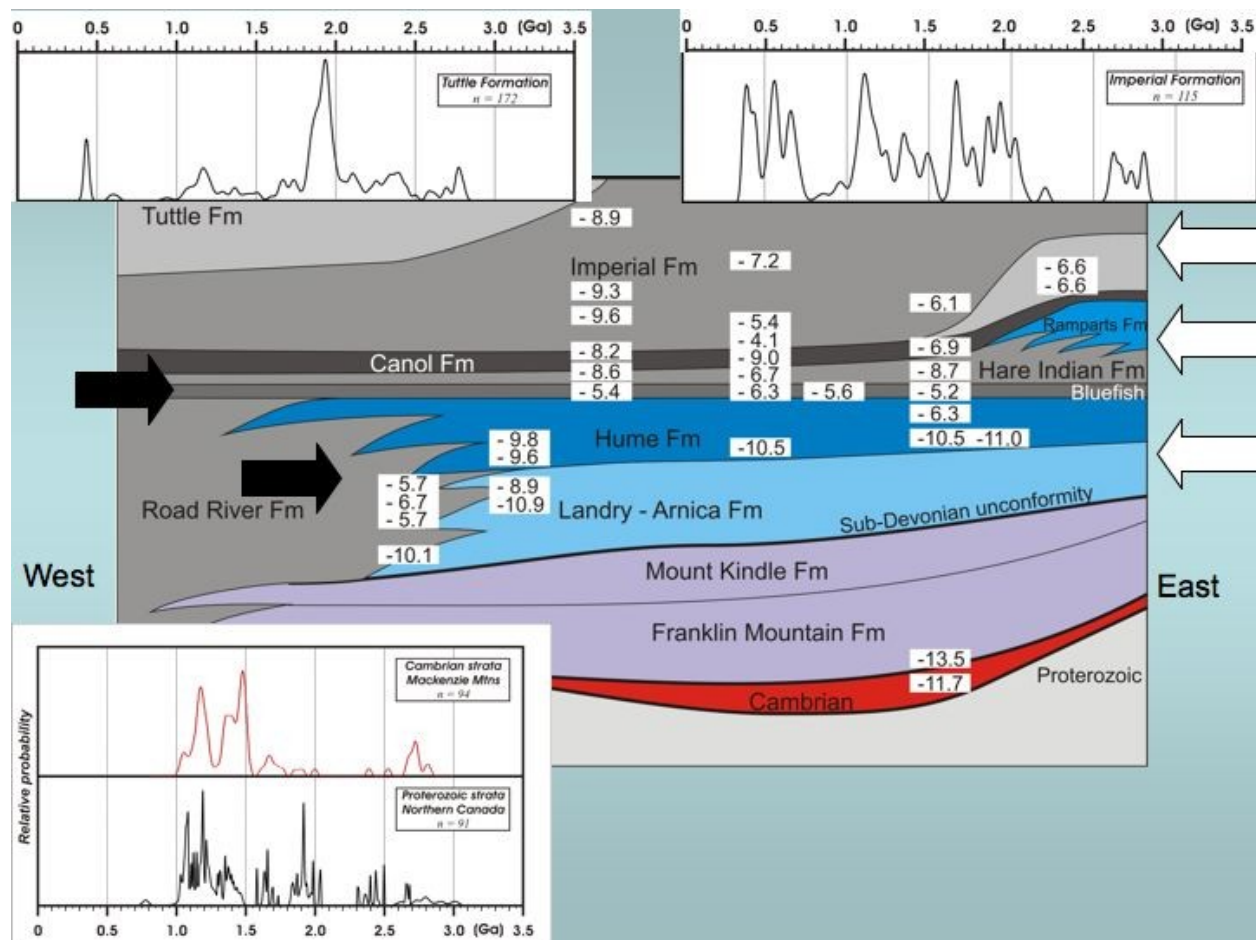 0 0.5 1.0 1.5 2.0 2.5 3.0 (Ga) 3.5
Tuttle Formation
n = 172
0 0.5 1.0 1.5 2.0 2.5 3.0 (Ga) 3.5
Imperial Formation
n = 115
Tuttle Fm
- 8.9
Imperial Fm
- 7.2
- 6.6
- 6.6
- 9.3
- 6.1
- 9.6
- 5.4
Ramparts Fm
- 4.1
- 8.2
- 9.0
- 6.9
Canol Fm
- 8.6
- 6.7
- 8.7
Hare Indian Fm
- 5.4
- 6.3
- 5.6
- 5.2
Bluefish
- 6.3
- 9.8
- 9.6
Hume Fm
-10.5
-10.5 -11.0
- 5.7
- 6.7
- 5.7
- 8.9
-10.9
Road River Fm
Landry - Arnica Fm
Sub-Devonian unconformity
-10.1
West
Mount Kindle Fm
East
Franklin Mountain Fm
-13.5
-11.7
Cambrian
Proterozoic
Relative probability
Cambrian strata
Mackenzie Mtns
n = 94
Proterozoic strata
Northern Canada
n = 91
0 0.5 1.0 1.5 2.0 2.5 3.0 (Ga) 3.5